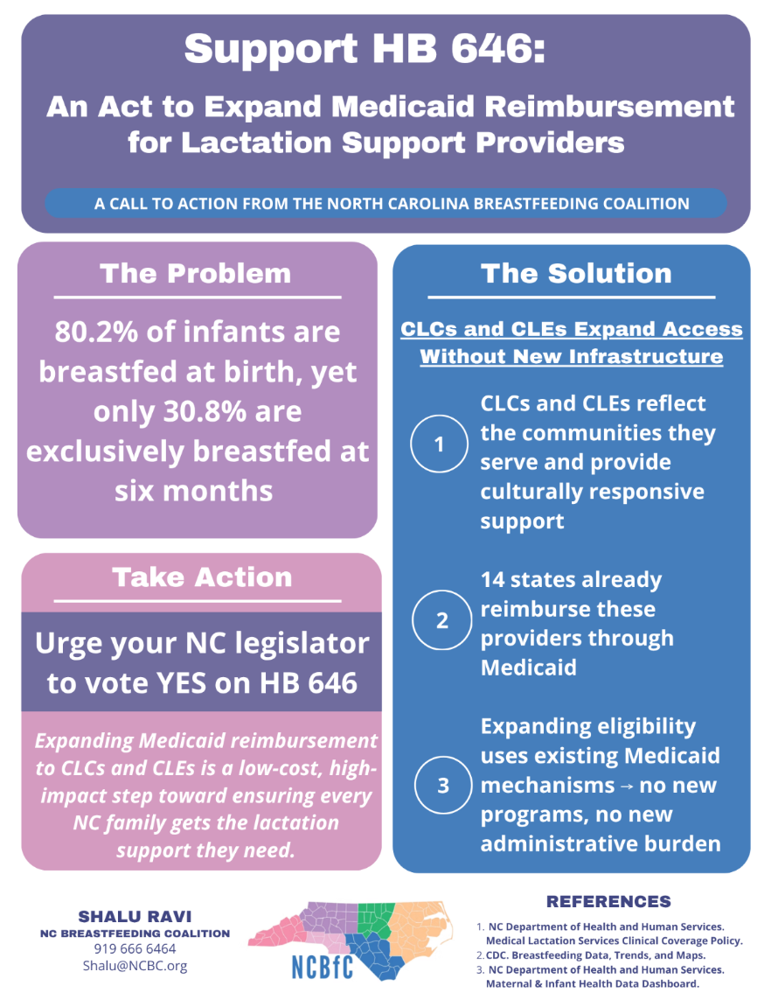 Support HB 646:
An Act to Expand Medicaid Reimbursement
for Lactation Support Providers
A CALL TO ACTION FROM THE NORTH CAROLINA BREASTFEEDING COALITION
The Problem
80.2% of infants are
breastfed at birth, yet
only 30.8% are
exclusively breastfed at
six months
Take Action
Urge your NC legislator
to vote YES on HB 646
Expanding Medicaid reimbursement
to CLCs and CLEs is a low-cost, high-
impact step toward ensuring every
NC family gets the lactation
support they need.
The Solution
CLCs and CLEs Expand Access
Without New Infrastructure
1
CLCs and CLEs reflect
the communities they
serve and provide
culturally responsive
support
2
14 states already
reimburse these
providers through
Medicaid
3
Expanding eligibility
uses existing Medicaid
mechanisms → no new
programs, no new
administrative burden
SHALU RAVI
NC BREASTFEEDING COALITION
919 666 6464
Shalu@NCBC.org
NCBfC
REFERENCES
1. NC Department of Health and Human Services.
Medical Lactation Services Clinical Coverage Policy.
2. CDC. Breastfeeding Data, Trends, and Maps.
3. NC Department of Health and Human Services.
Maternal & Infant Health Data Dashboard.